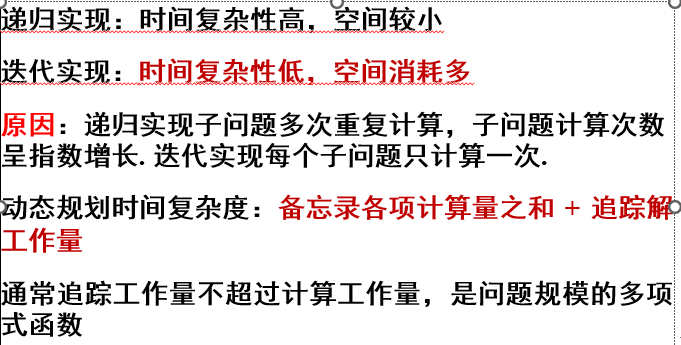 递归实现：时间复杂性高，空间较小
迭代实现：时间复杂性低，空间消耗多
原因：递归实现子问题多次重复计算，子问题计算次数
呈指数增长. 迭代实现每个子问题只计算一次.
动态规划时间复杂度：备忘录各项计算量之和 + 追踪解
工作量
通常追踪工作量不超过计算工作量，是问题规模的多项
式函数